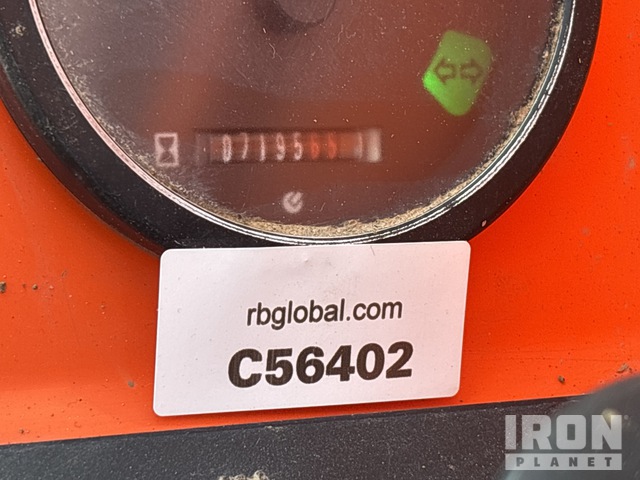 07195
rbglobal.com
C56402
IRON
PLANET